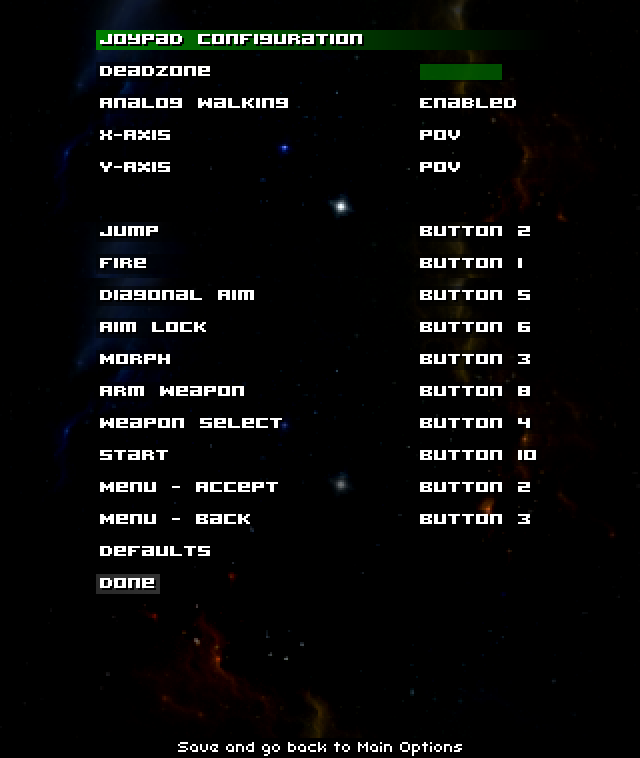 Joypad Configuration
Deadzone
Analog Walking Enabled
X-Axis POV
Y-Axis POV
Jump Button 2
Fire Button 1
Diagonal Aim Button 5
Aim Lock Button 6
Morph Button 3
Arm Weapon Button 8
Weapon Select Button 4
Start Button 10
Menu - Accept Button 2
Menu - Back Button 3
Defaults
Done
Save and go back to Main Options